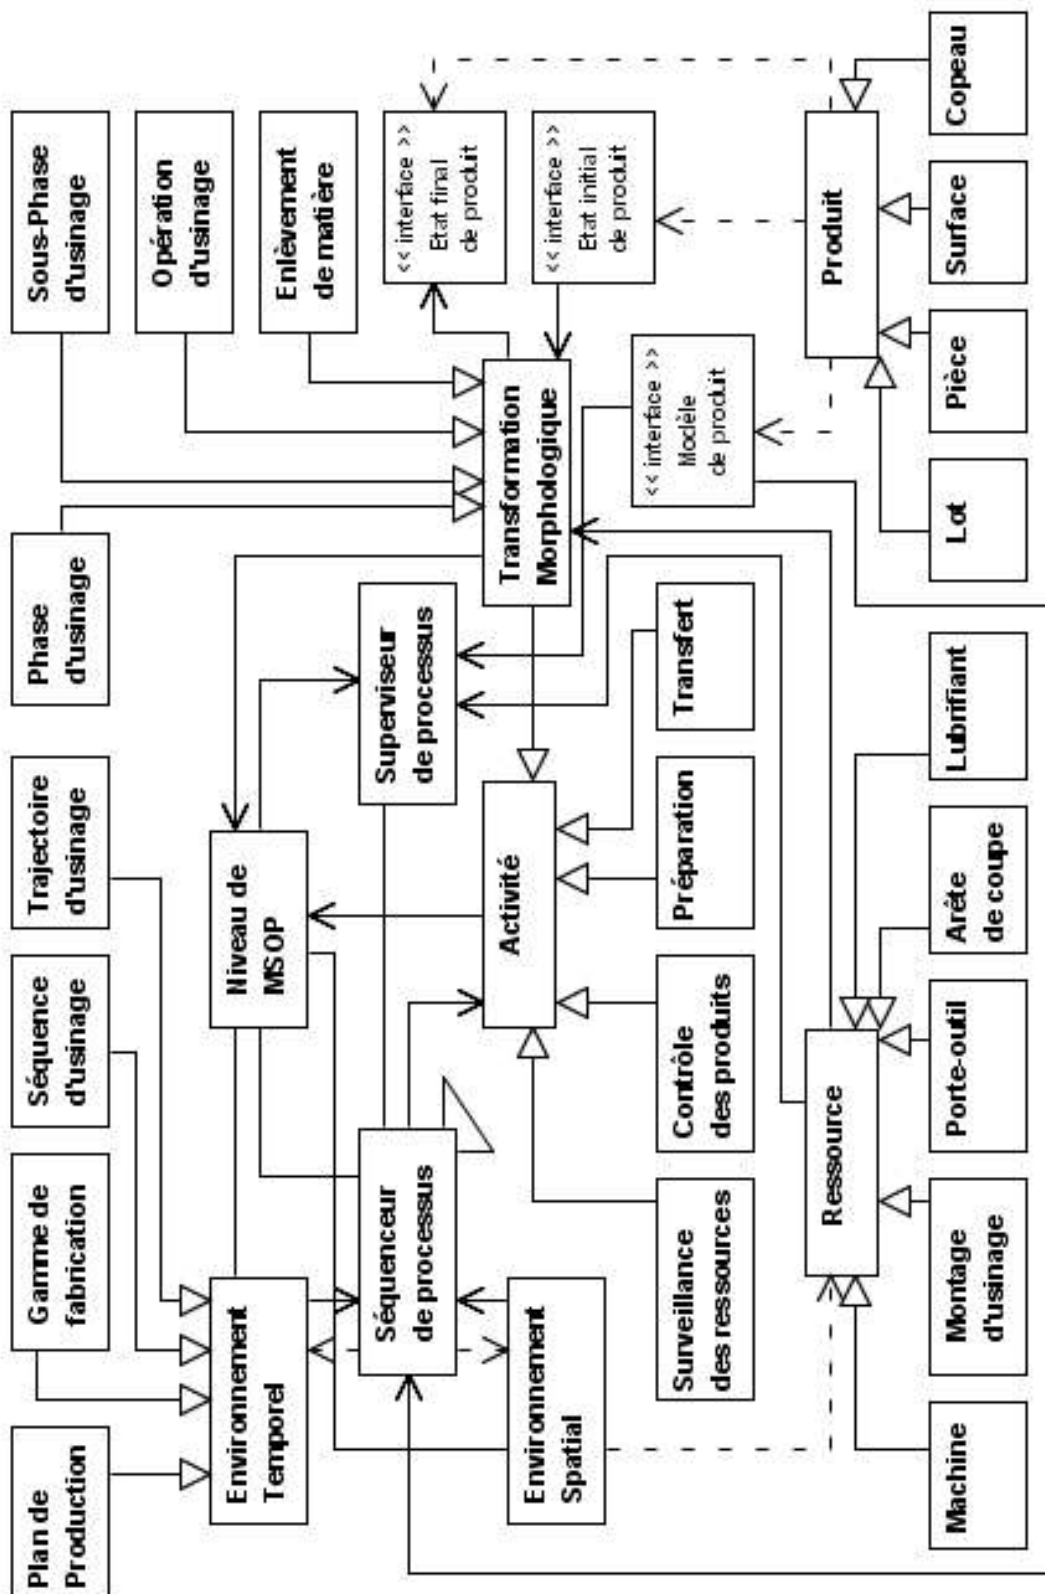 Plan de
Production
Gamme de
fabrication
Séquence
d'usinage
Trajectoire
d'usinage
Phase
d'usinage
Sous-Phase
d'usinage
Opération
d'usinage
Enlèvement
de matière
<< interface >>
Etat final
de produit
<< interface >>
Etat initial
de produit
Environnement
Temporel
Niveau de
MSOP
Séquenceur
de processus
Superviseur
de processus
Environnement
Spatial
Activité
Transformation
Morphologique
<< interface >>
Modèle
de produit
Surveillance
des ressources
Contrôle
des produits
Préparation
Transfert
Ressource
Produit
Machine
Montage
d'usinage
Porte-outil
Arête
de coupe
Lubrifiant
Lot
Pièce
Surface
Copeau